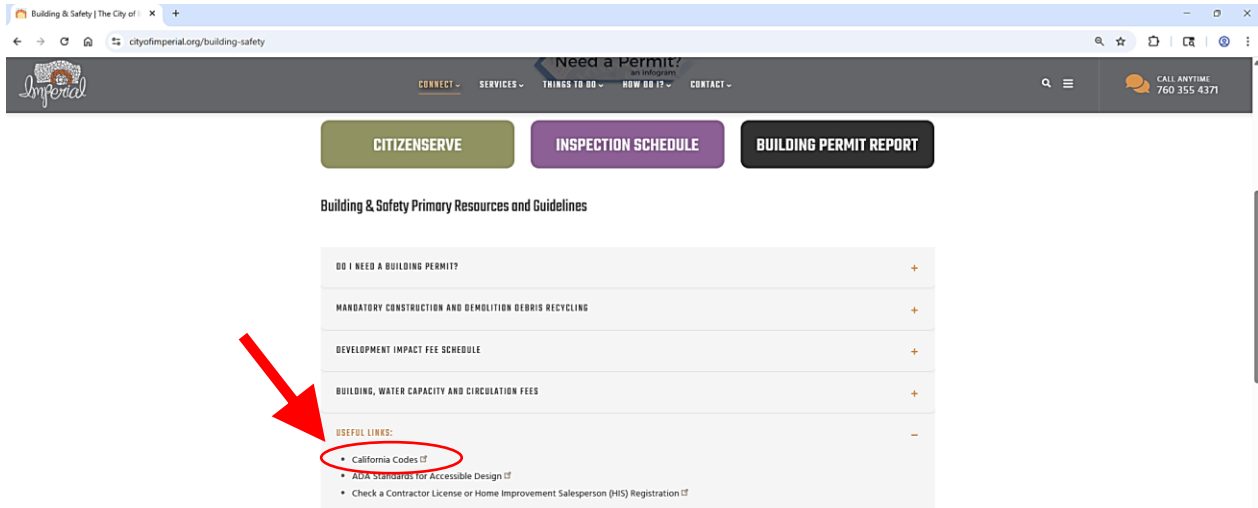 Building & Safety | The City of
cityofimperial.org/building-safety
Need a Permit?
an infogram
Imperial
CONNECT
SERVICES
THINGS TO DO
HOW DO I?
CONTACT
CALL ANYTIME
760 355 4371
CITIZENSERVE
INSPECTION SCHEDULE
BUILDING PERMIT REPORT
Building & Safety Primary Resources and Guidelines
DO I NEED A BUILDING PERMIT?
MANDATORY CONSTRUCTION AND DEMOLITION DEBRIS RECYCLING
DEVELOPMENT IMPACT FEE SCHEDULE
BUILDING, WATER CAPACITY AND CIRCULATION FEES
USEFUL LINKS:
• California Codes
• ADA Standards for Accessible Design
• Check a Contractor License or Home Improvement Salesperson (HIS) Registration